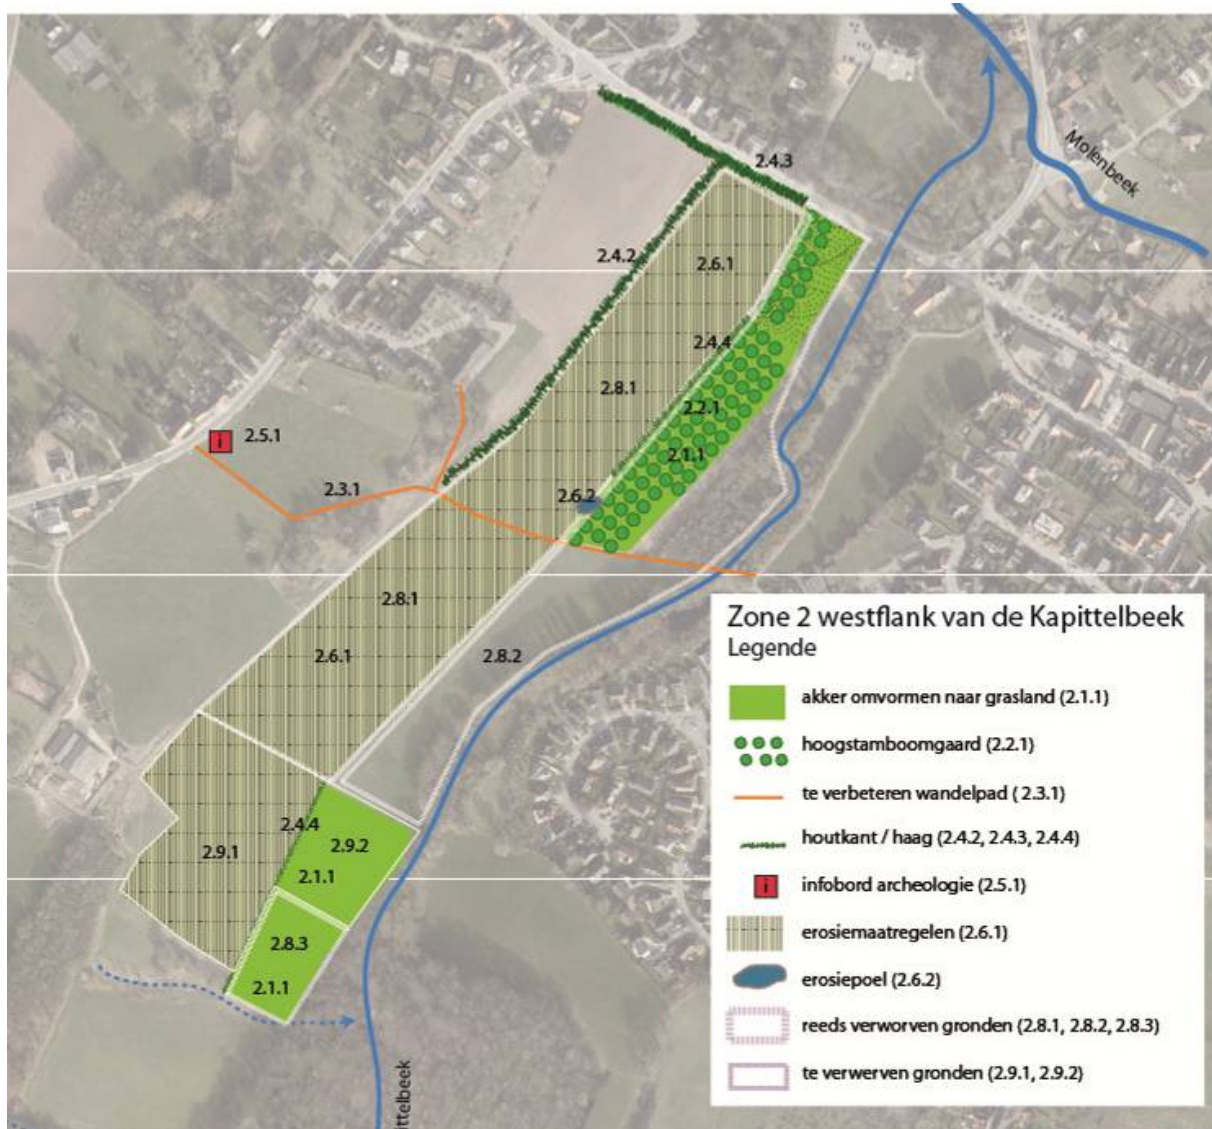 2.4.3
Molenbeek
2.4.2
2.6.1
2.4.4
2.8.1
2.2.1
2.5.1
2.1.1
2.3.1
2.6.2
2.8.1
2.6.1
2.8.2
2.4.4
2.9.2
2.9.1
2.1.1
2.8.3
2.1.1
ittelbeek
Zone 2 westflank van de Kapittelbeek
Legende
akker omvormen naar grasland (2.1.1)
hoogstamboomgaard (2.2.1)
te verbeteren wandelpad ( 2.3.1)
houtkant / haag (2.4.2, 2.4.3, 2.4.4)
i infobord archeologie (2.5.1)
erosiemaatregelen (2.6.1)
erosiepoel (2.6.2)
reeds verworven gronden (2.8.1, 2.8.2, 2.8.3)
te verwerven gronden (2.9.1, 2.9.2)